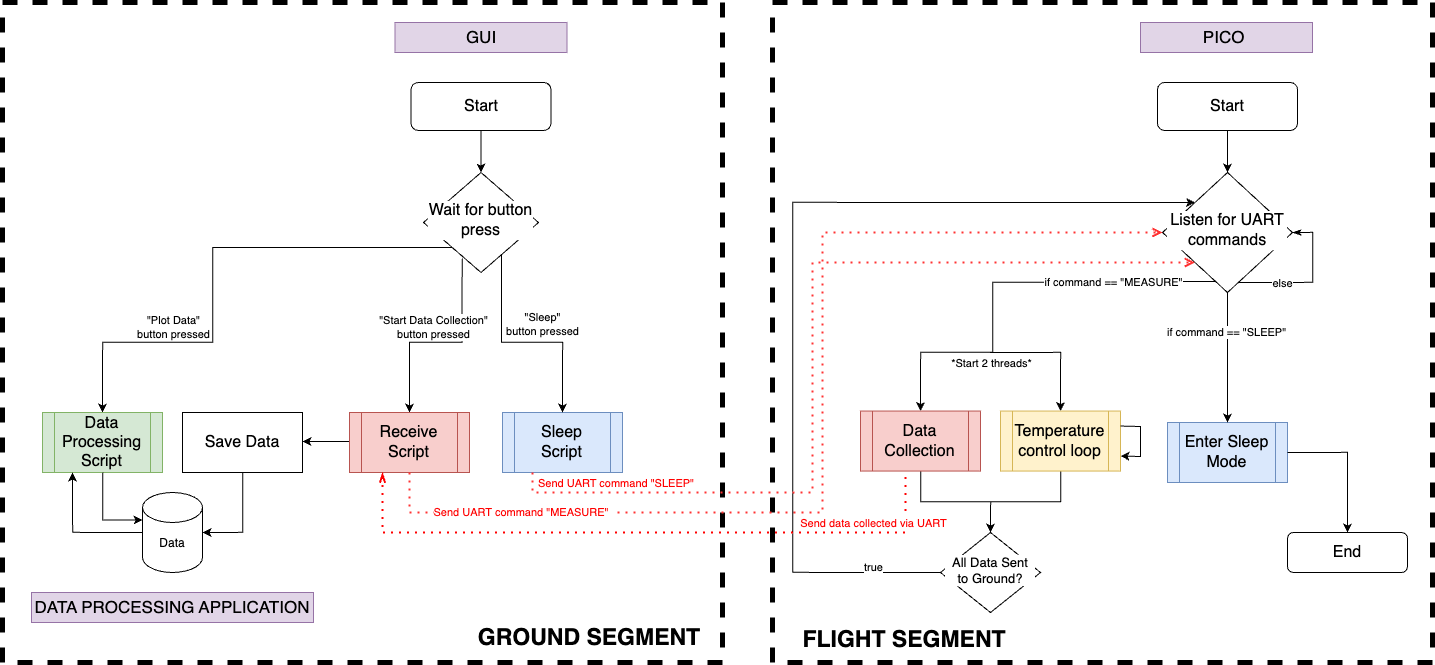 GUI
Start
Wait for button
press
"Plot Data"
button pressed
"Start Data Collection"
button pressed
"Sleep"
button pressed
Data
Processing
Script
Save Data
Receive
Script
Sleep
Script
Send UART command "SLEEP"
Send UART command "MEASURE"
Data
DATA PROCESSING APPLICATION
GROUND SEGMENT
PICO
Start
Listen for UART
commands
if command == "MEASURE"
else
if command == "SLEEP"
*Start 2 threads*
Data
Collection
Temperature
control loop
Enter Sleep
Mode
Send data collected via UART
All Data Sent
to Ground?
true
End
FLIGHT SEGMENT